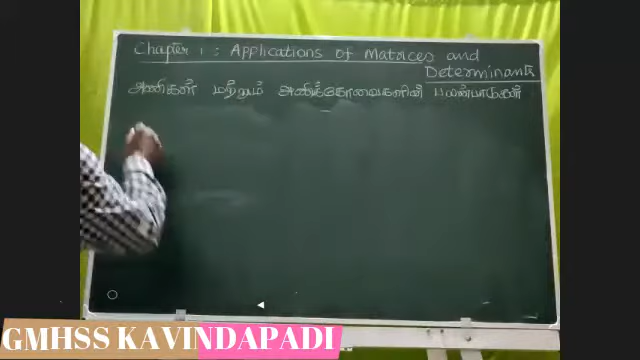 Chapter 1 : Applications of Matrices and
Determinants
அணிகள் மற்றும் அணிக்கோவைகளின் பயன்பாடுகள்
GMHSS KAVINDAPADI